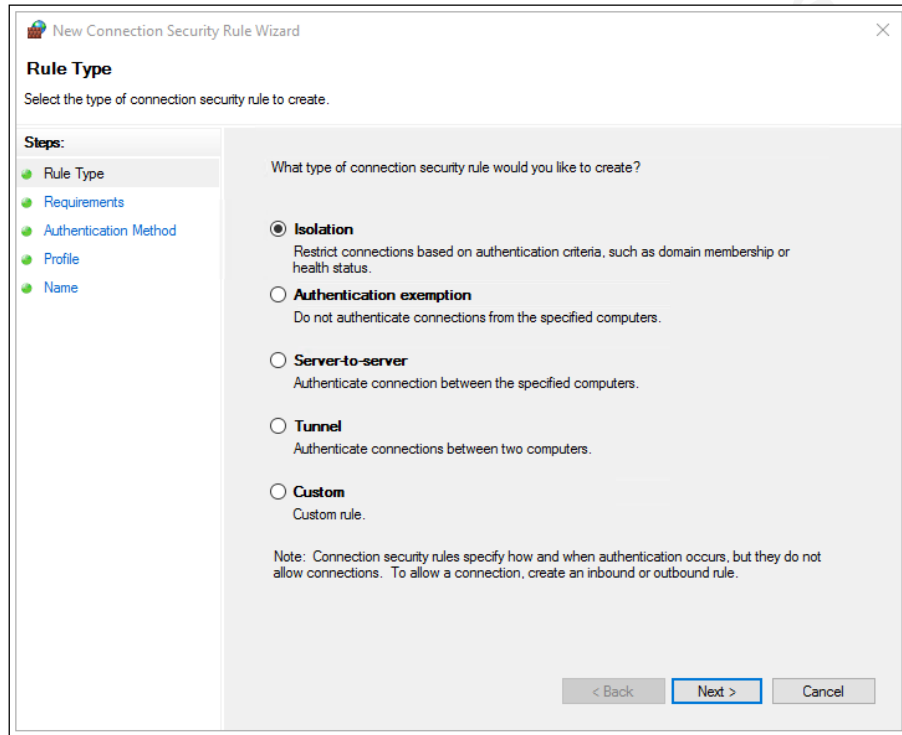 New Connection Security Rule Wizard
Rule Type
Select the type of connection security rule to create.
Steps:
Rule Type
Requirements
Authentication Method
Profile
Name
What type of connection security rule would you like to create?
Isolation
Restrict connections based on authentication criteria, such as domain membership or
health status.
Authentication exemption
Do not authenticate connections from the specified computers.
Server-to-server
Authenticate connection between the specified computers.
Tunnel
Authenticate connections between two computers.
Custom
Custom rule.
Note: Connection security rules specify how and when authentication occurs, but they do not
allow connections. To allow a connection, create an inbound or outbound rule.
< Back
Next >
Cancel